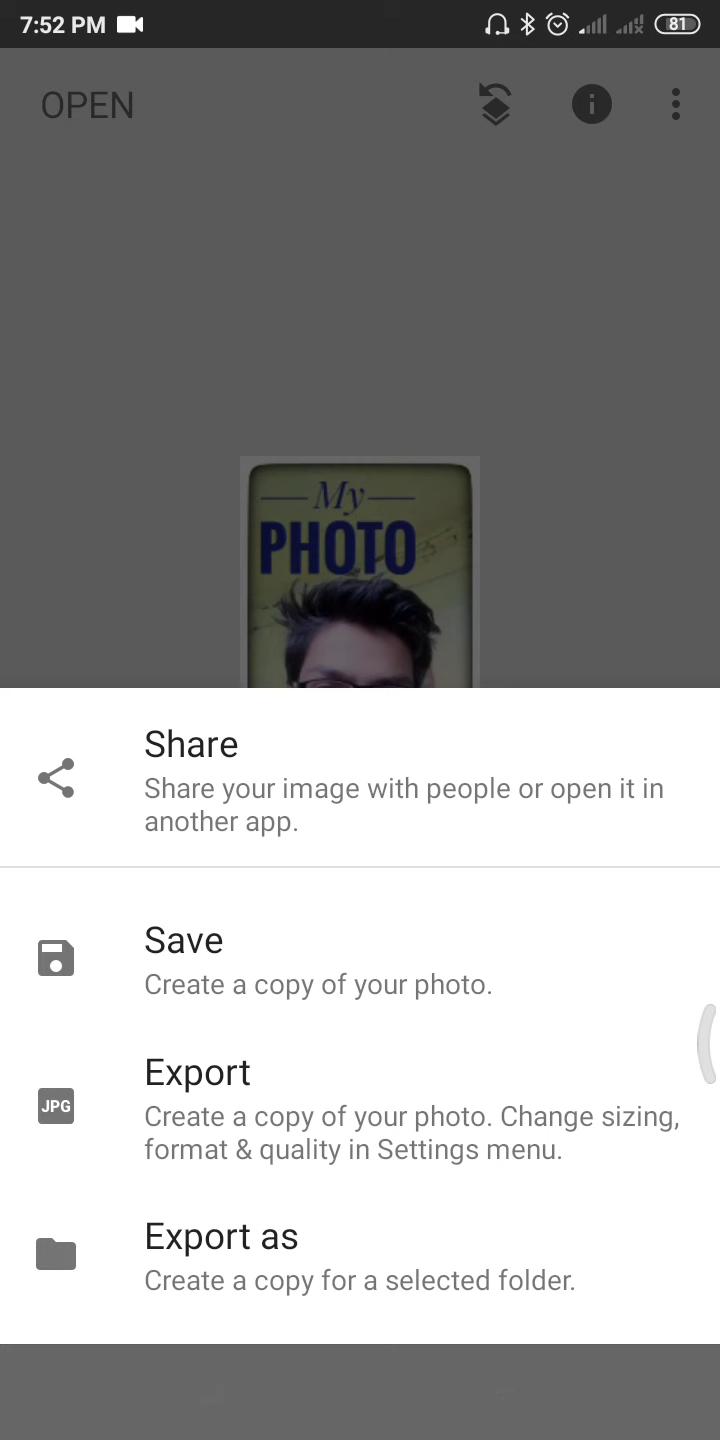 7:52 PM
81
OPEN
My
PHOTO
Share
Share your image with people or open it in
another app.
Save
Create a copy of your photo.
JPG
Export
Create a copy of your photo. Change sizing,
format & quality in Settings menu.
Export as
Create a copy for a selected folder.